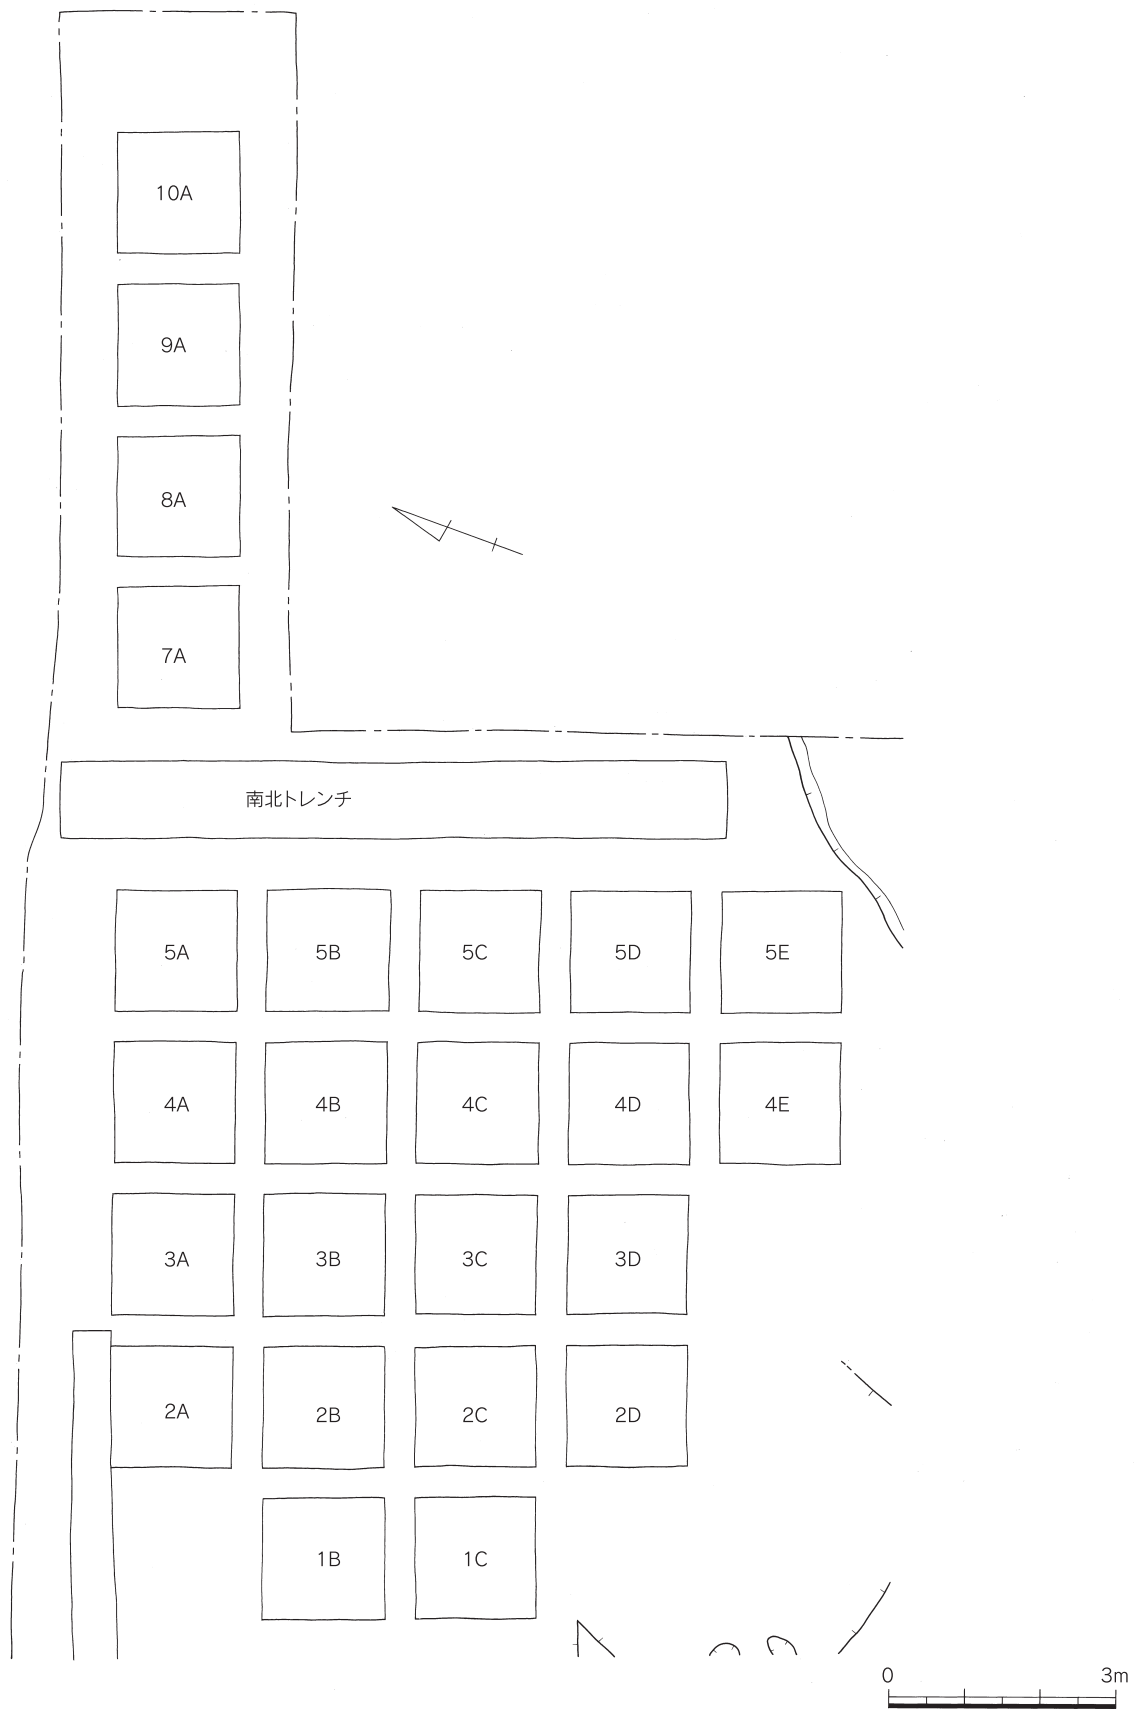 10A
9A
8A
7A
南北トレンチ
5A 5B 5C 5D 5E
4A 4B 4C 4D 4E
3A 3B 3C 3D
2A 2B 2C 2D
1B 1C
0 3m